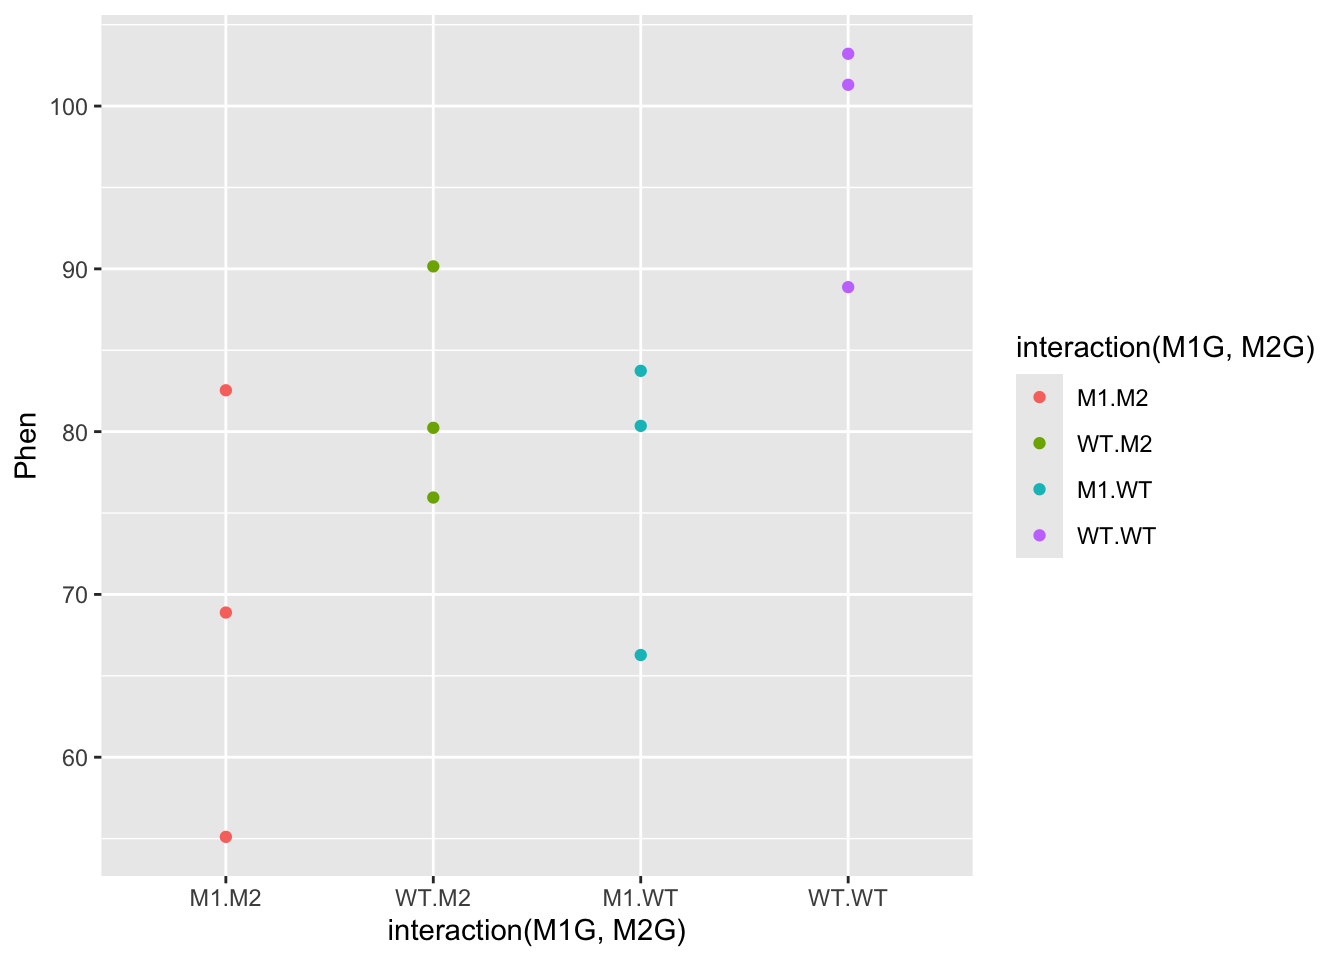 Phen
100
90
80
70
60
M1.M2
WT.M2
M1.WT
WT.WT
interaction(M1G, M2G)
interaction(M1G, M2G)
M1.M2
WT.M2
M1.WT
WT.WT